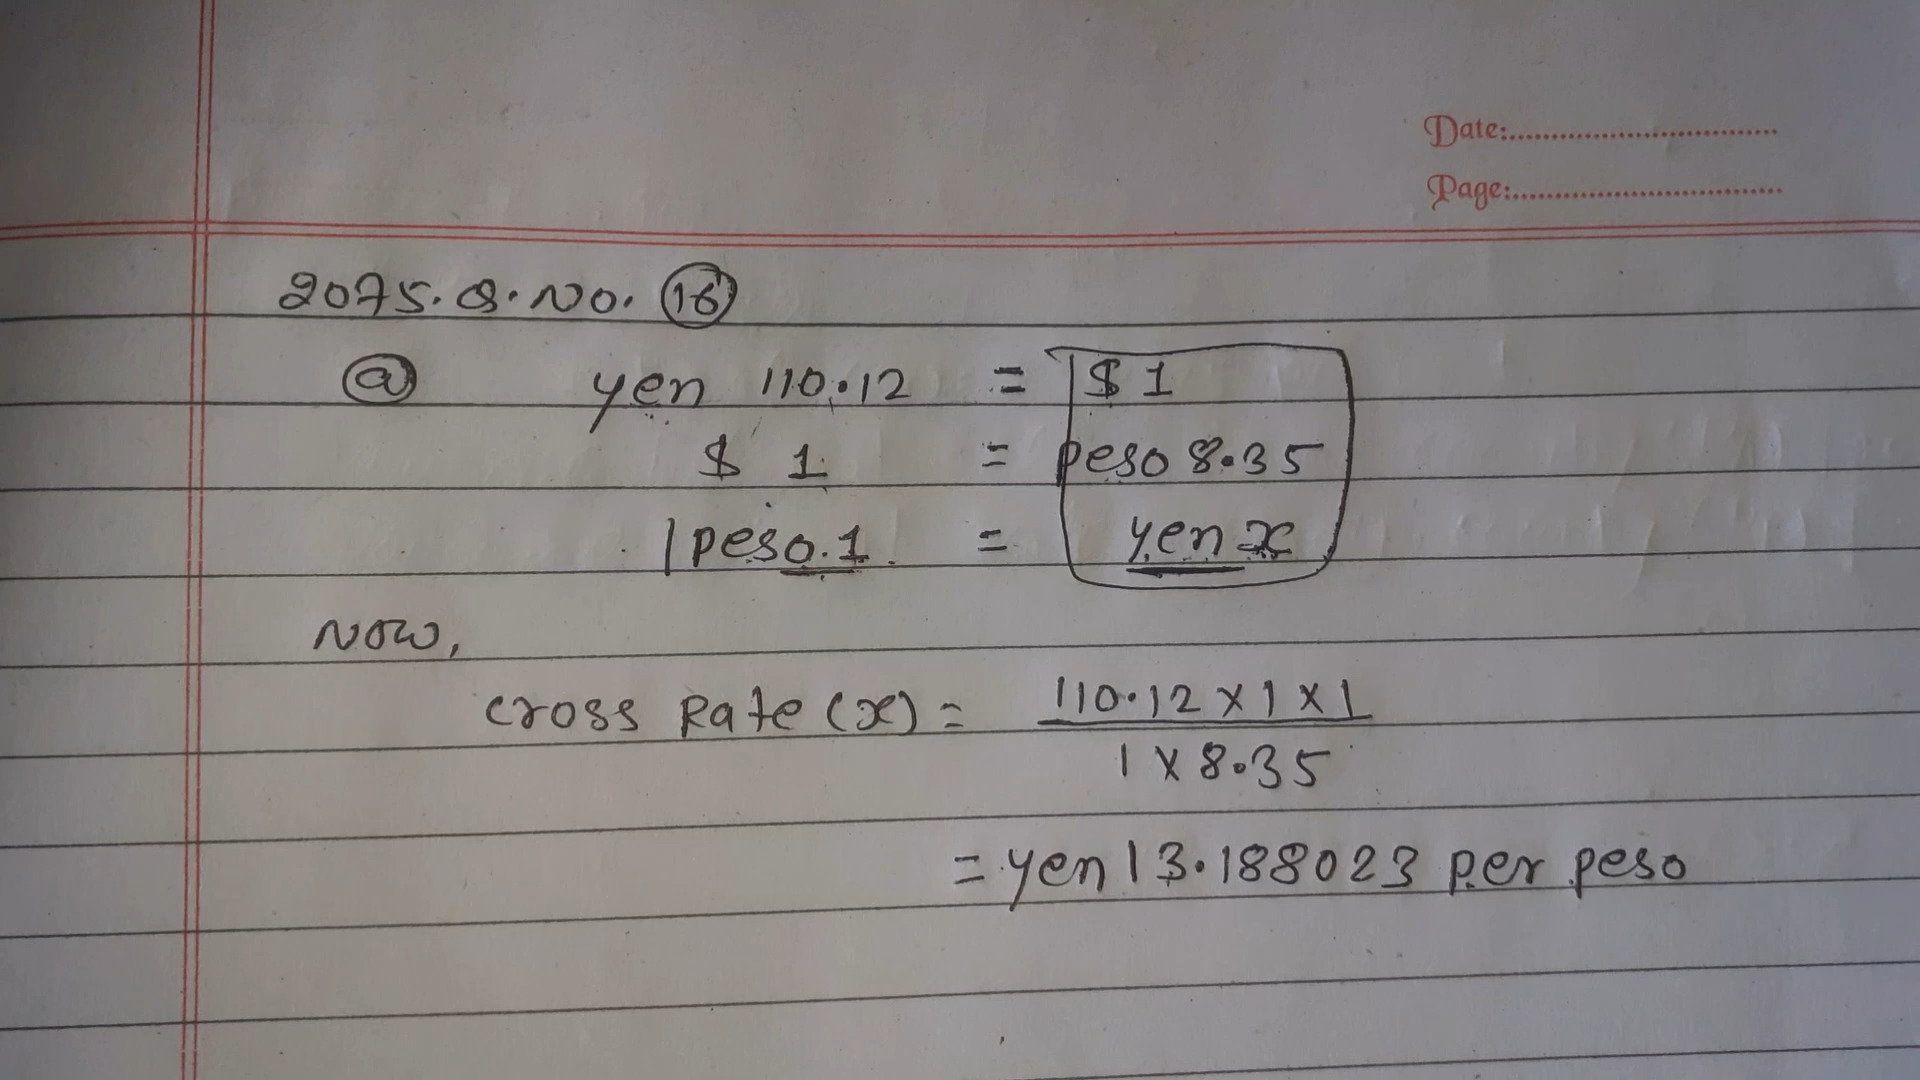 Date:..............................
Page:..............................
2075.Q.No. 16
a yen 110.12 = $ 1
$ 1 = peso 8.35
peso.1 = yen x
Now,
cross Rate (x) = 110.12 x 1 x 1
1 x 8.35
= yen 13.188023 per peso